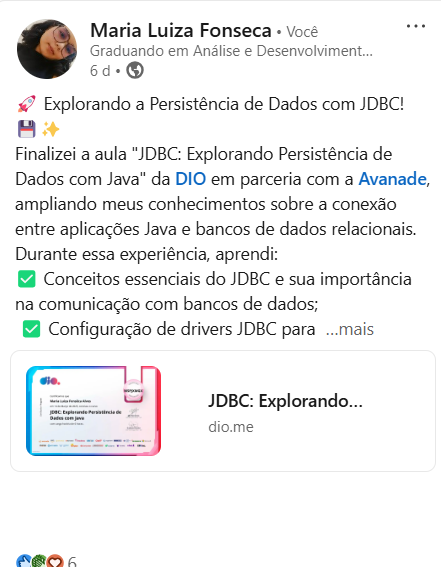 Maria Luiza Fonseca • Você
Graduando em Análise e Desenvolviment...
6 d •
🚀 Explorando a Persistência de Dados com JDBC!
💾 ✨
Finalizei a aula "JDBC: Explorando Persistência de
Dados com Java" da DIO em parceria com a Avanade,
ampliando meus conhecimentos sobre a conexão
entre aplicações Java e bancos de dados relacionais.
Durante essa experiência, aprendi:
✅ Conceitos essenciais do JDBC e sua importância
na comunicação com bancos de dados;
✅ Configuração de drivers JDBC para ...mais
dio.
Maria Luiza Fonseca Alves
JDBC: Explorando Persistência de
Dados com Java
JDBC: Explorando...
dio.me
6